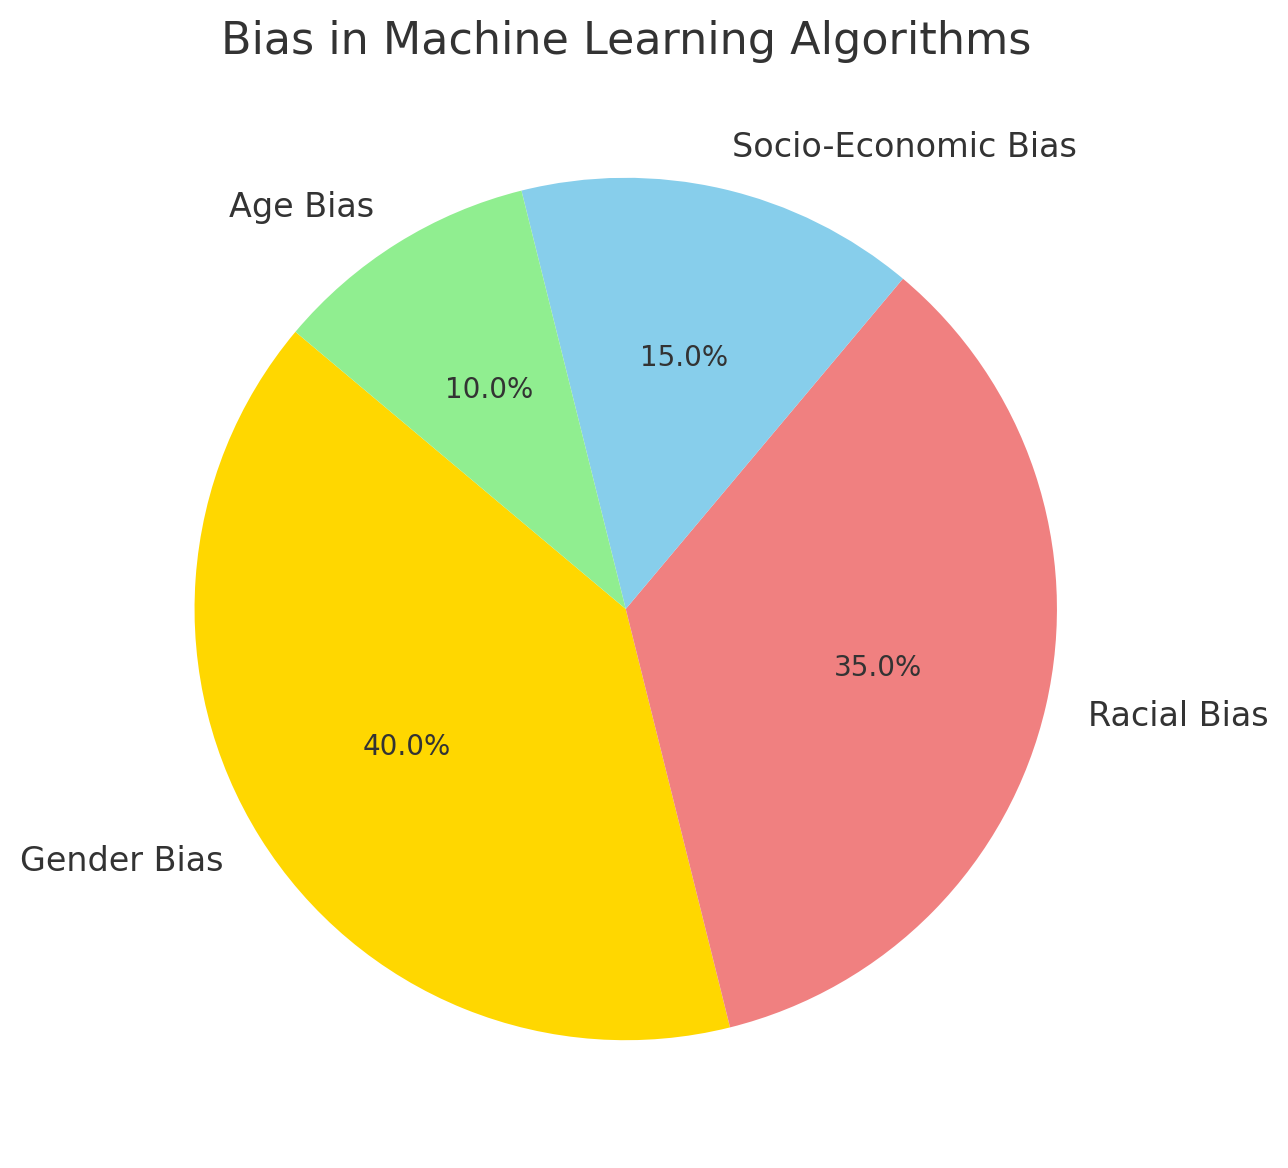 Bias in Machine Learning Algorithms
Socio-Economic Bias
Age Bias
15.0%
10.0%
35.0%
Racial Bias
40.0%
Gender Bias